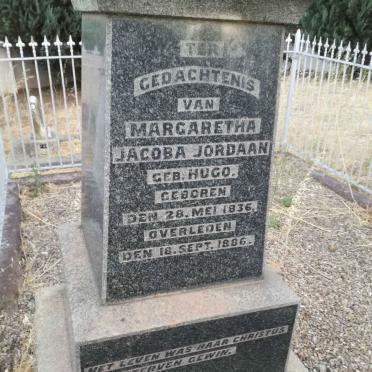 TER
GEDACHTENIS
VAN
MARGARETHA
JACOBA JORDAAN
GEB. HUGO.
GEBOREN
DEN 28. MEI 1836.
OVERLEDEN
DEN 18. SEPT. 1886.
HET LEVEN WAS HAAR CHRISTUS
STERVEN GEWIN.